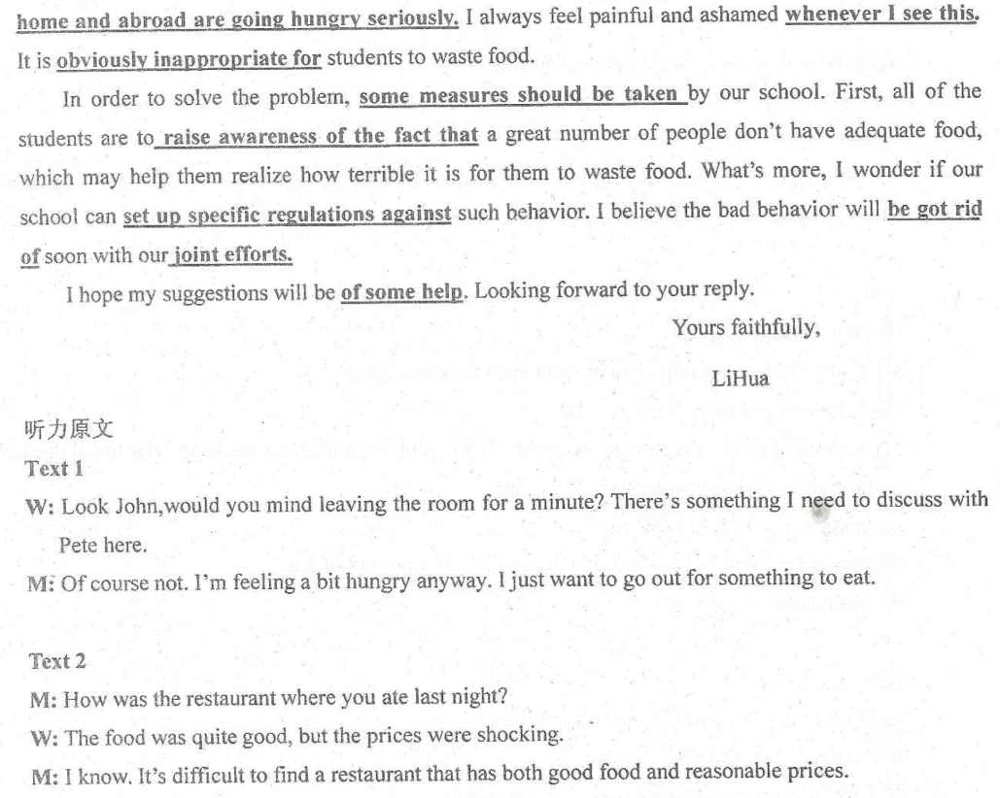 home and abroad are going hungry seriously. I always feel painful and ashamed whenever I see this.
It is obviously inappropriate for students to waste food.
In order to solve the problem, some measures should be taken by our school. First, all of the
students are to raise awareness of the fact that a great number of people don't have adequate food,
which may help them realize how terrible it is for them to waste food. What's more, I wonder if our
school can set up specific regulations against such behavior. I believe the bad behavior will be got rid
of soon with our joint efforts.
I hope my suggestions will be of some help. Looking forward to your reply.
Yours faithfully,
LiHua
听力原文
Text 1
W: Look John,would you mind leaving the room for a minute? There's something I need to discuss with
Pete here.
M: Of course not. I'm feeling a bit hungry anyway. I just want to go out for something to eat.
Text 2
M: How was the restaurant where you ate last night?
W: The food was quite good, but the prices were shocking.
M: I know. It's difficult to find a restaurant that has both good food and reasonable prices.